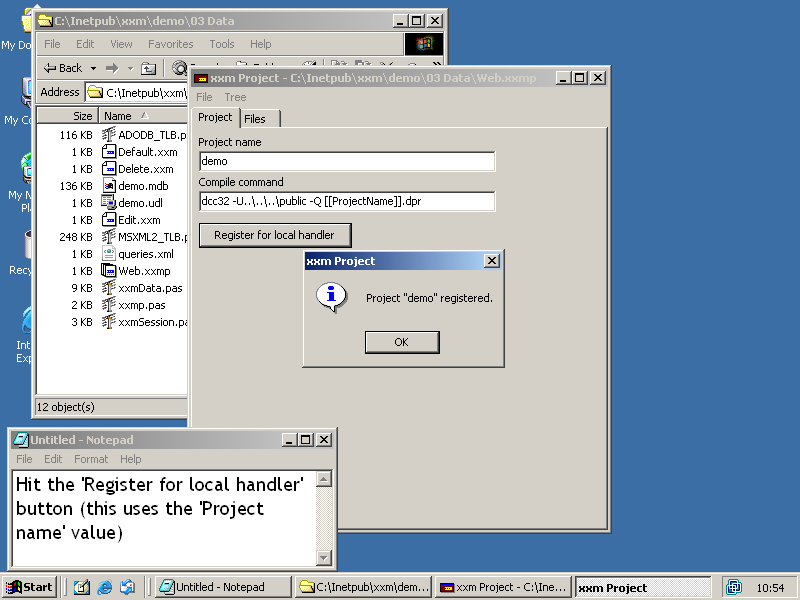 My Do
My Co
My N
Pl
Recy
Int
Exp
C:\Inetpub\xxm\demo\03 Data
File Edit View Favorites Tools Help
Back
Address C:\Inetpub\xxm\
Size Name
116 KB ADODB_TLB.p
1 KB Default.xxm
1 KB Delete.xxm
136 KB demo.mdb
1 KB demo.udl
1 KB Edit.xxm
248 KB MSXML2_TLB.p
1 KB queries.xml
1 KB Web.xxmp
9 KB xxmData.pas
2 KB xxmp.pas
3 KB xxmSession.pa
12 object(s)
xxm Project - C:\Inetpub\xxm\demo\03 Data\Web.xxmp
File Tree
Project Files
Project name
demo
Compile command
dcc32 -U..\..\..\public -Q [[ProjectName]].dpr
Register for local handler
xxm Project
Project "demo" registered.
OK
Untitled - Notepad
File Edit Format Help
Hit the 'Register for local handler'
button (this uses the 'Project
name' value)
Start Untitled - Notepad C:\Inetpub\xxm\dem... xxm Project - C:\Ine... xxm Project 10:54